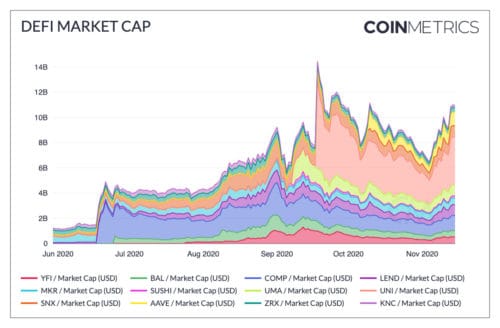 DEFI MARKET CAP
COINMETRICS
14B
12B
10B
8B
6B
4B
2B
0
Jun 2020 Jul 2020 Aug 2020 Sep 2020 Oct 2020 Nov 2020
YFI / Market Cap (USD) BAL / Market Cap (USD) COMP / Market Cap (USD) LEND / Market Cap (USD)
MKR / Market Cap (USD) SUSHI / Market Cap (USD) UMA / Market Cap (USD) UNI / Market Cap (USD)
SNX / Market Cap (USD) AAVE / Market Cap (USD) ZRX / Market Cap (USD) KNC / Market Cap (USD)